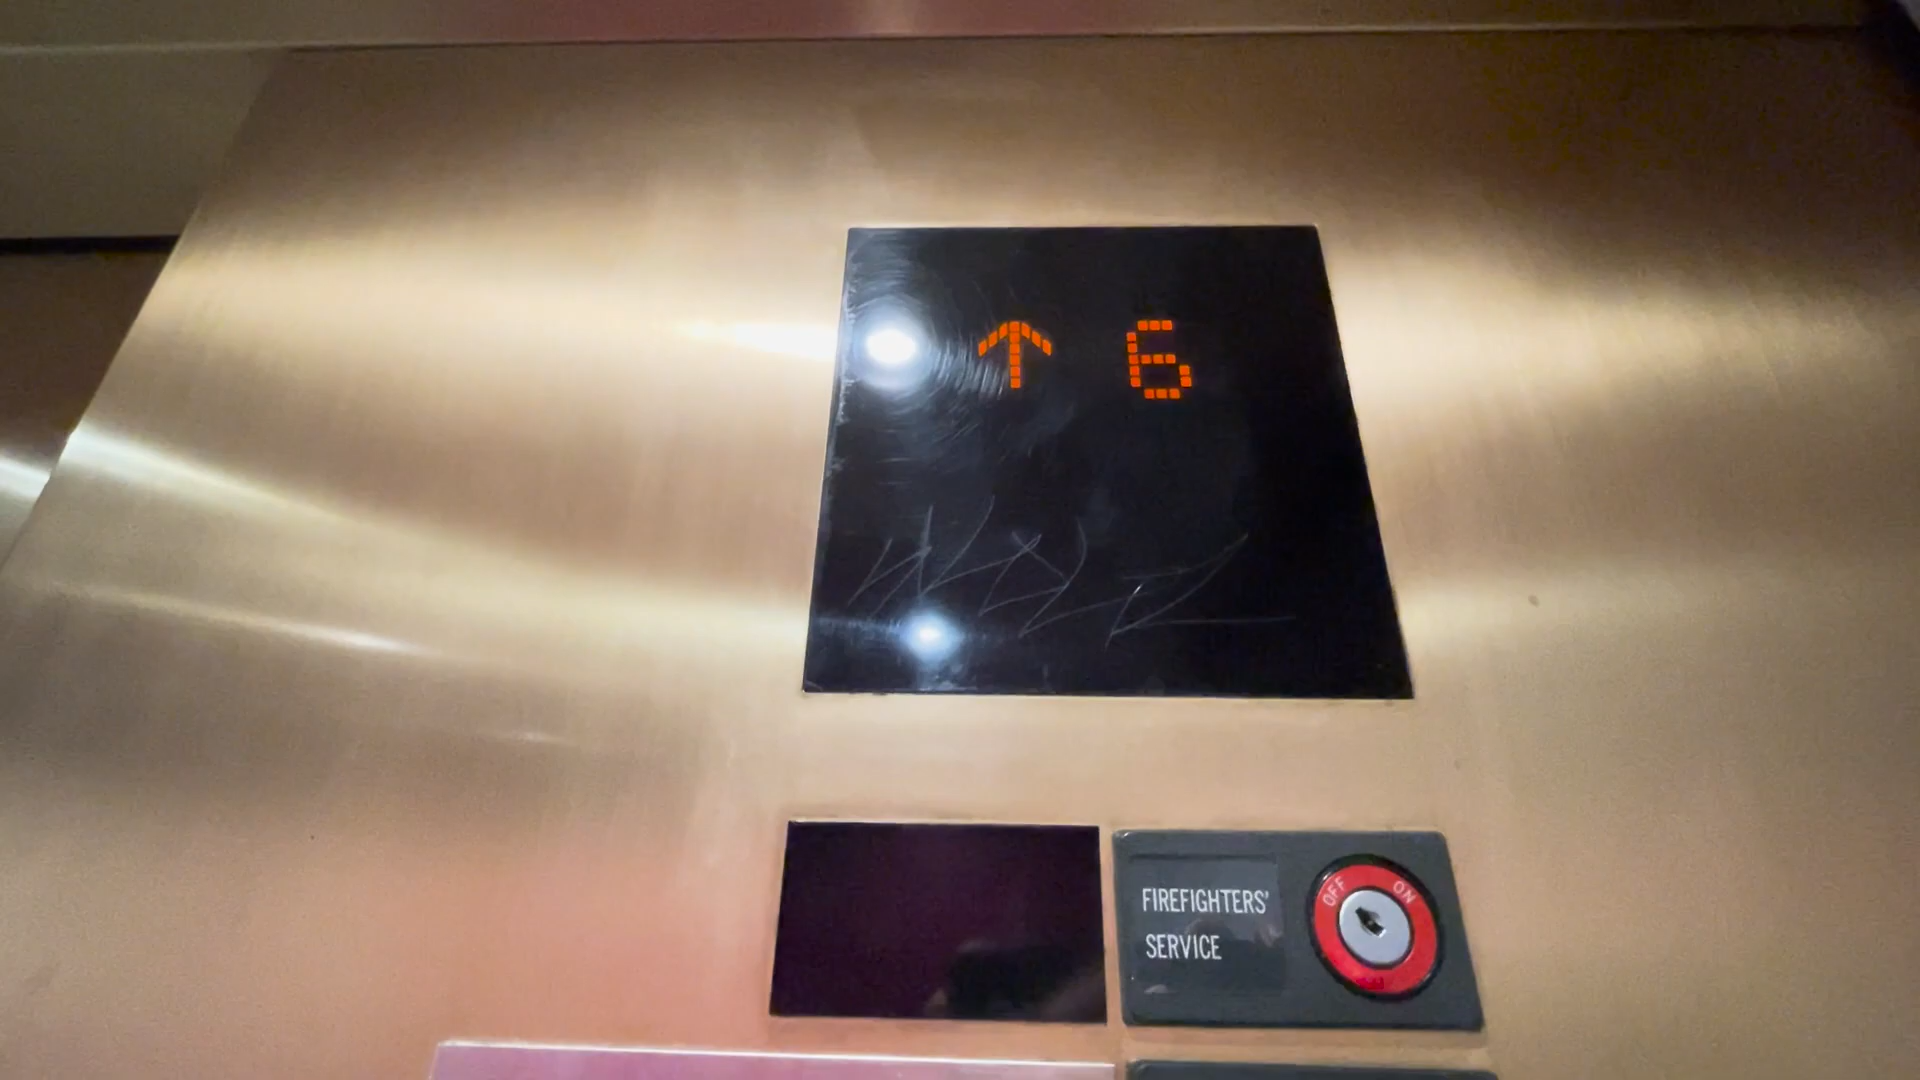 ↑ 6
FIREFIGHTERS'
SERVICE
OFF ON